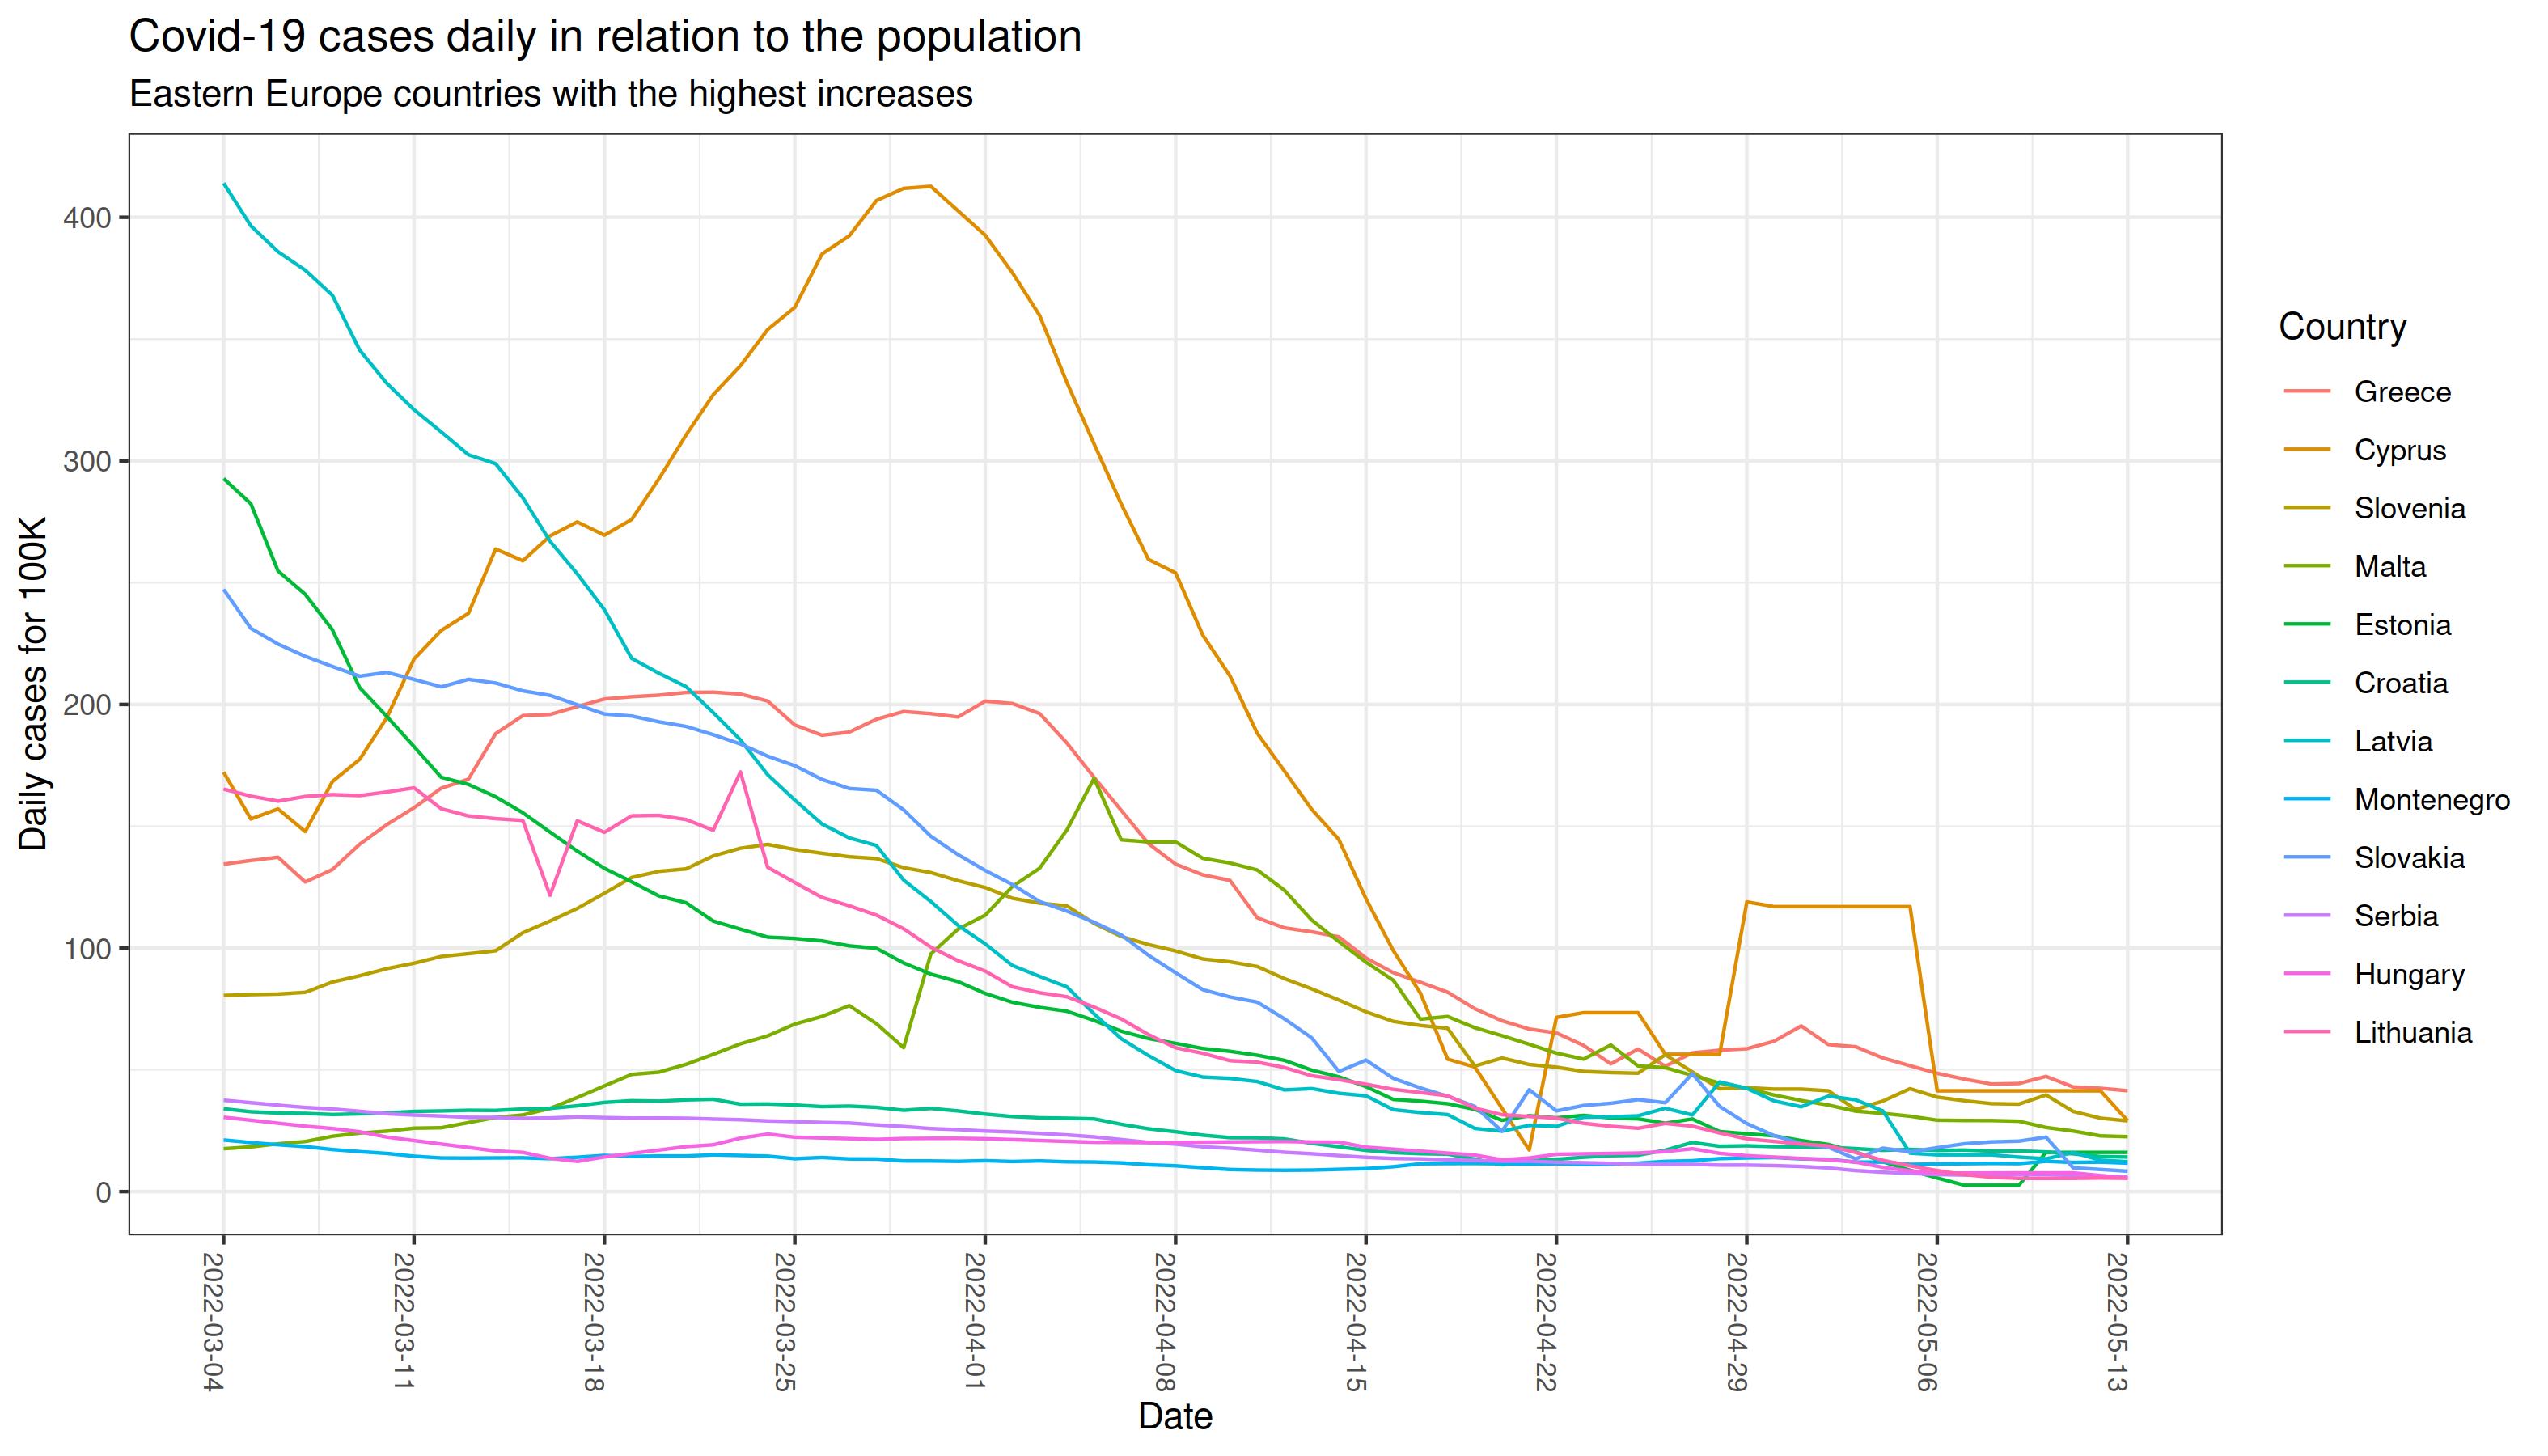 Covid-19 cases daily in relation to the population
Eastern Europe countries with the highest increases
Daily cases for 100K
400
300
200
100
0
2022-03-04
2022-03-11
2022-03-18
2022-03-25
2022-04-01
2022-04-08
2022-04-15
2022-04-22
2022-04-29
2022-05-06
2022-05-13
Date
Country
Greece
Cyprus
Slovenia
Malta
Estonia
Croatia
Latvia
Montenegro
Slovakia
Serbia
Hungary
Lithuania